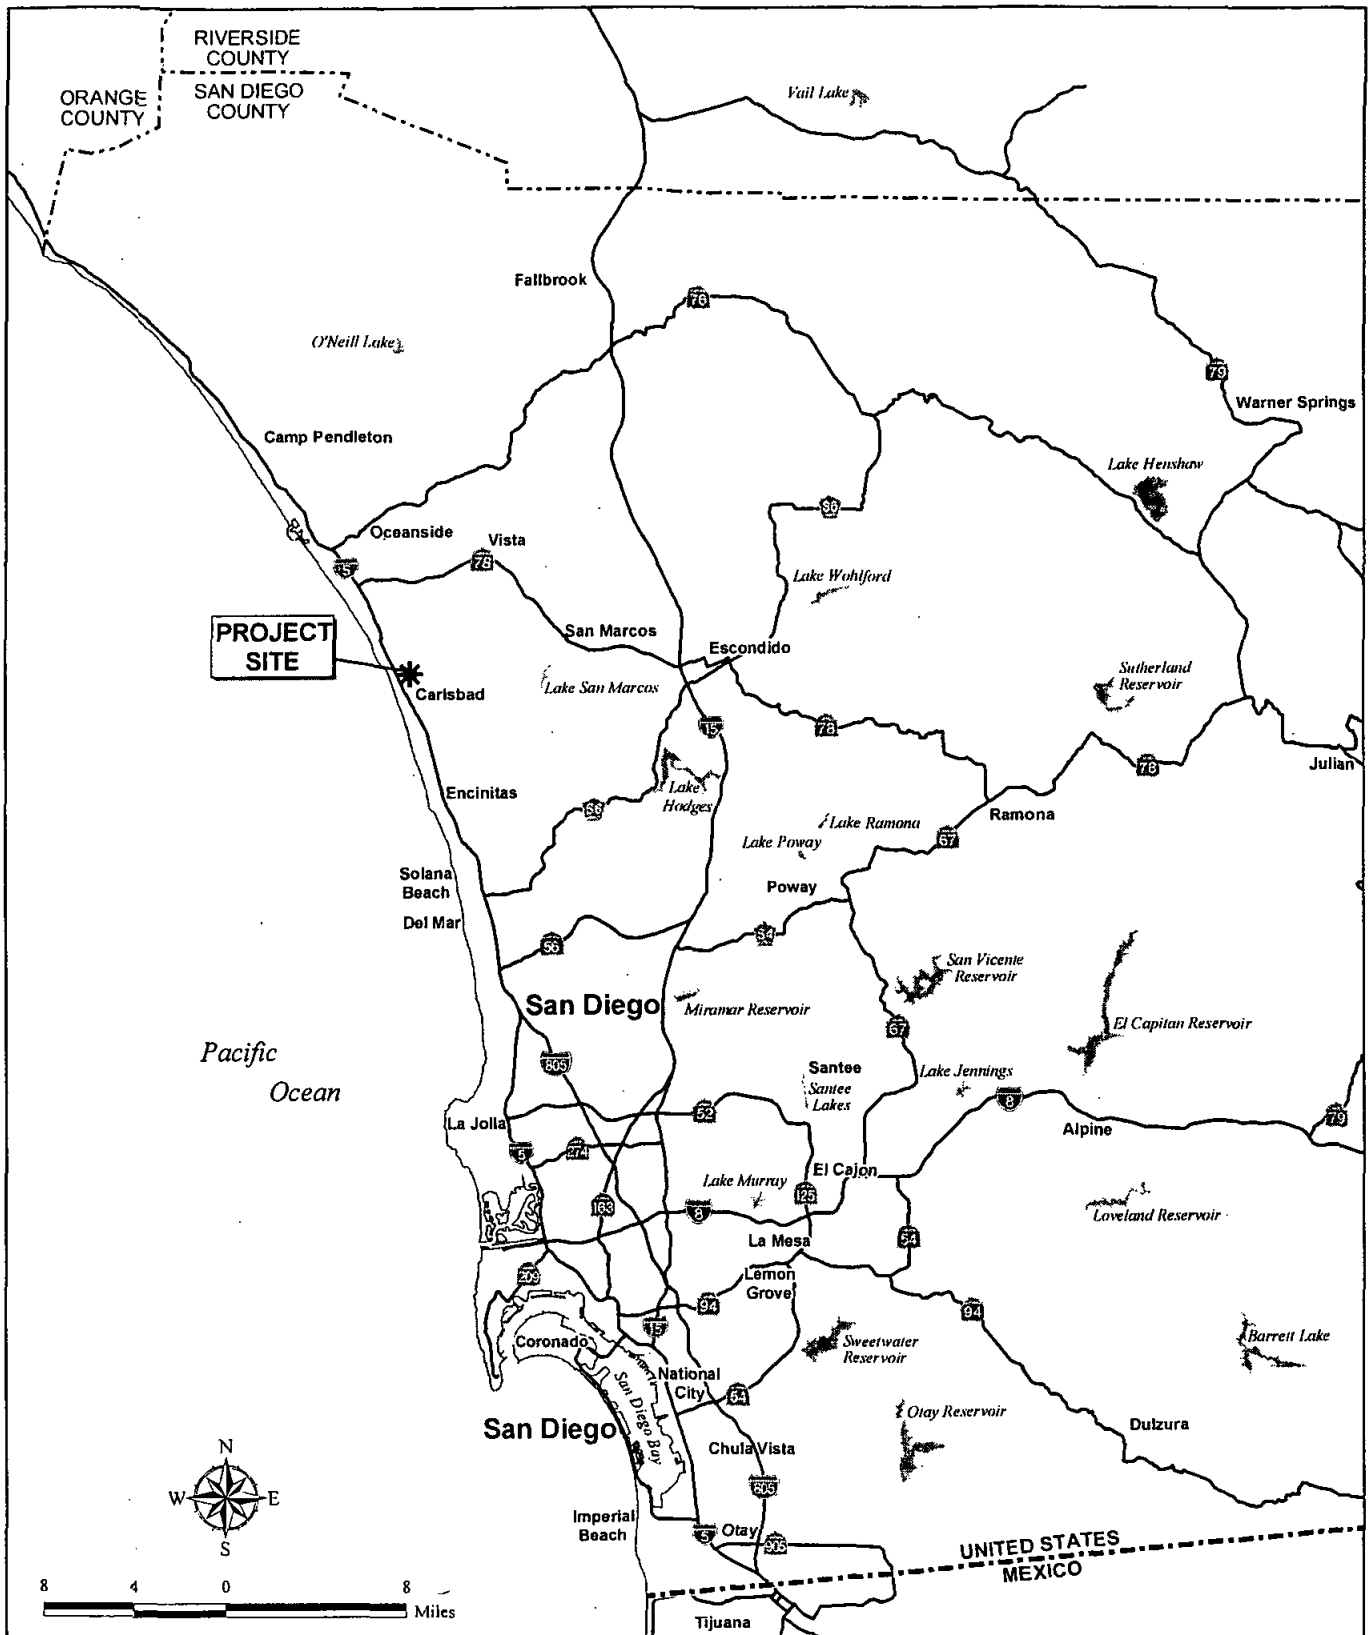 RIVERSIDE
COUNTY
ORANGE
COUNTY
SAN DIEGO
COUNTY
Vail Lake
Fallbrook
76
O'Neill Lake
79
Warner Springs
Camp Pendleton
Lake Henshaw
S6
Oceanside
Vista
5
78
Lake Wohlford
PROJECT
SITE
San Marcos
Escondido
Carlsbad
Lake San Marcos
Sutherland
Reservoir
15
78
78
Julian
Encinitas
Lake
Hodges
S6
Lake Ramona
Ramona
Lake Poway
67
Solana
Beach
Poway
Del Mar
56
S4
San Vicente
Reservoir
San Diego
Miramar Reservoir
67
El Capitan Reservoir
Pacific
Ocean
805
Santee
Santee
Lakes
Lake Jennings
8
52
79
La Jolla
Alpine
5
274
El Cajon
Lake Murray
125
163
8
Loveland Reservoir
La Mesa
54
209
Lemon
Grove
94
94
15
Coronado
Sweetwater
Reservoir
Barrett Lake
National
City
54
San Diego Bay
San Diego
Otay Reservoir
Dulzura
Chula Vista
805
N
W
E
S
Imperial
Beach
5
Otay
905
UNITED STATES
MEXICO
8
4
0
8
Miles
Tijuana